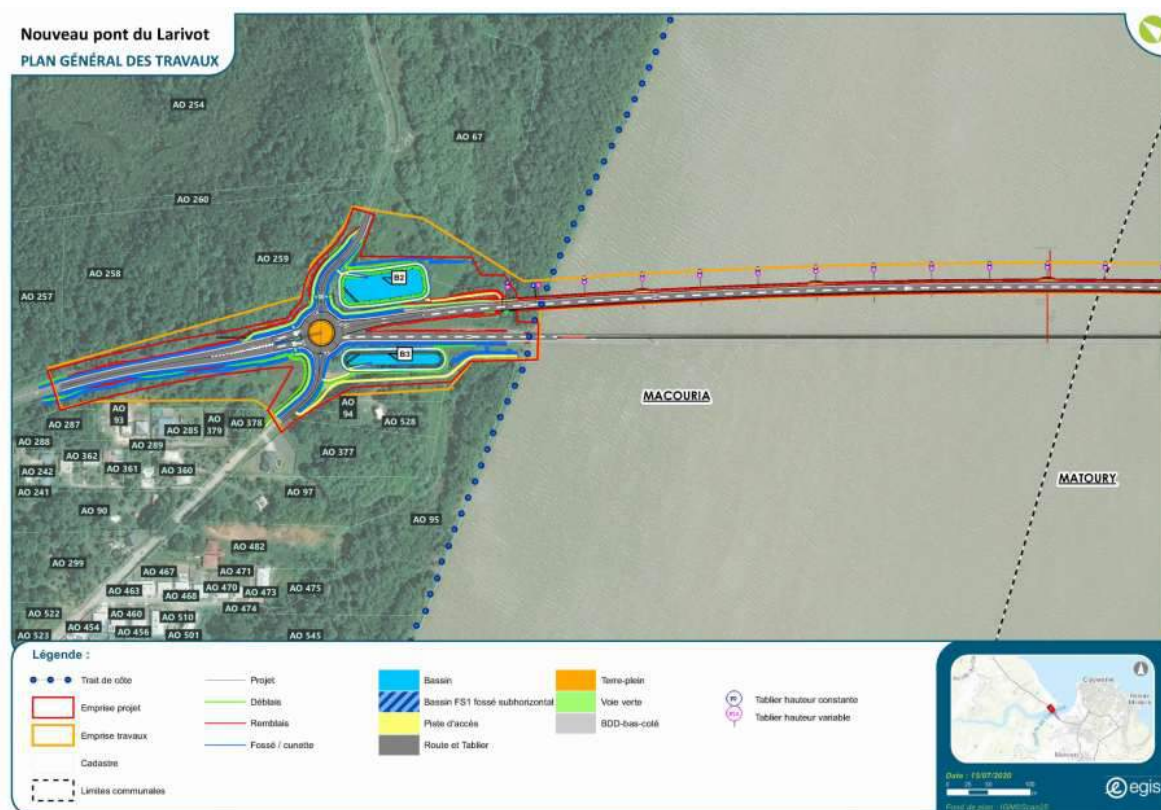 Nouveau pont du Larivot
PLAN GÉNÉRAL DES TRAVAUX
AO 254
AO 67
AO 260
AO 259
AO 258
AO 257
B2
B3
AO 287
AO 93
AO 285
AO 379
AO 378
AO 94
AO 528
AO 288
AO 289
AO 377
AO 242
AO 362
AO 361
AO 360
AO 241
AO 97
AO 90
AO 95
AO 299
AO 482
AO 467
AO 471
AO 463
AO 468
AO 470
AO 473
AO 475
AO 474
AO 522
AO 460
AO 510
AO 523
AO 454
AO 456
AO 501
AO 545
MACOURIA
MATOURY
Légende :
Trait de côte
Emprise projet
Emprise travaux
Cadastre
Limites communales
Projet
Déblais
Remblais
Fossé / cunette
Bassin
Bassin FS1 fossé subhorizontal
Piste d'accès
Route et Tablier
Terre-plein
Voie verte
BDD-bas-coté
Tablier hauteur constante
Tablier hauteur variable
Cayenne
Matoury
Date : 15/07/2020
egis